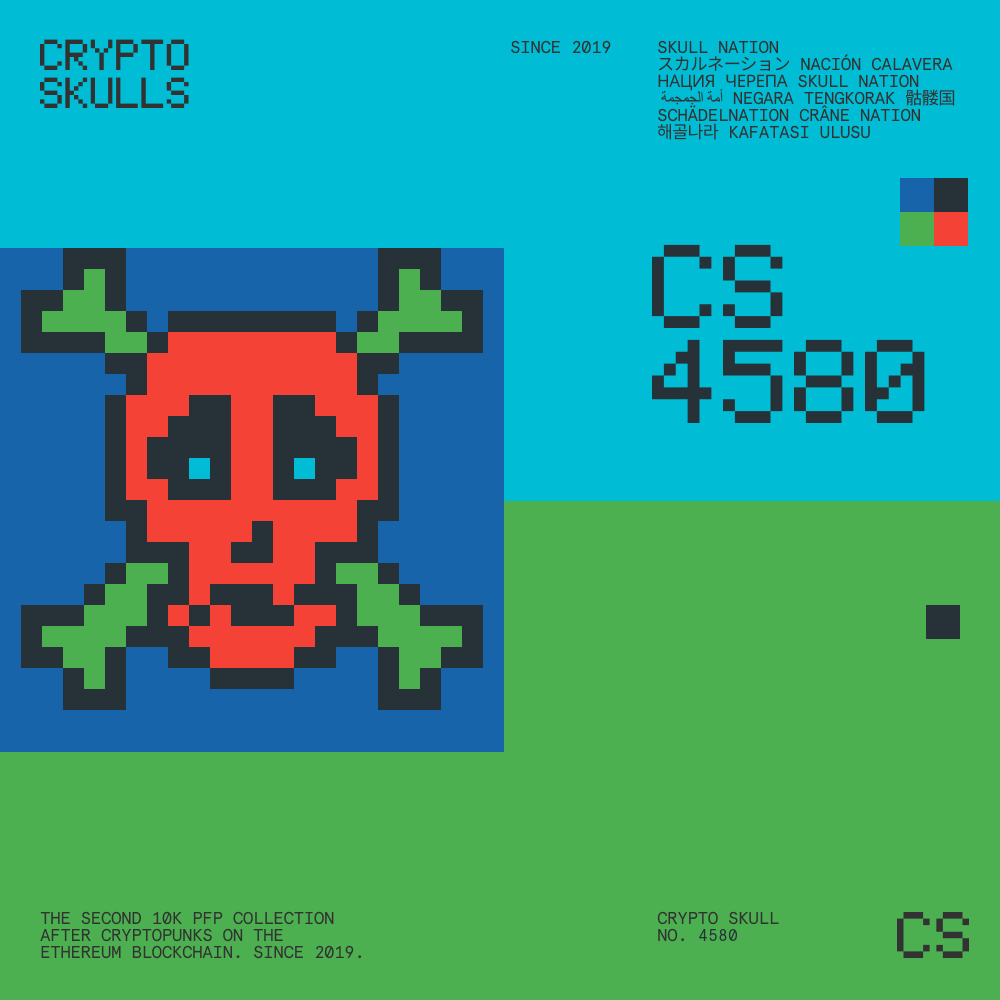 CRYPTO
SKULLS
SINCE 2019
SKULL NATION
スカルネーション NACIÓN CALAVERA
НАЦИЯ ЧЕРЕПА SKULL NATION
أمة الجمجمة NEGARA TENGKORAK 骷髅国
SCHÄDELNATION CRÂNE NATION
해골나라 KAFATASI ULUSU
CS
4580
THE SECOND 10K PFP COLLECTION
AFTER CRYPTOPUNKS ON THE
ETHEREUM BLOCKCHAIN. SINCE 2019.
CRYPTO SKULL
NO. 4580
CS